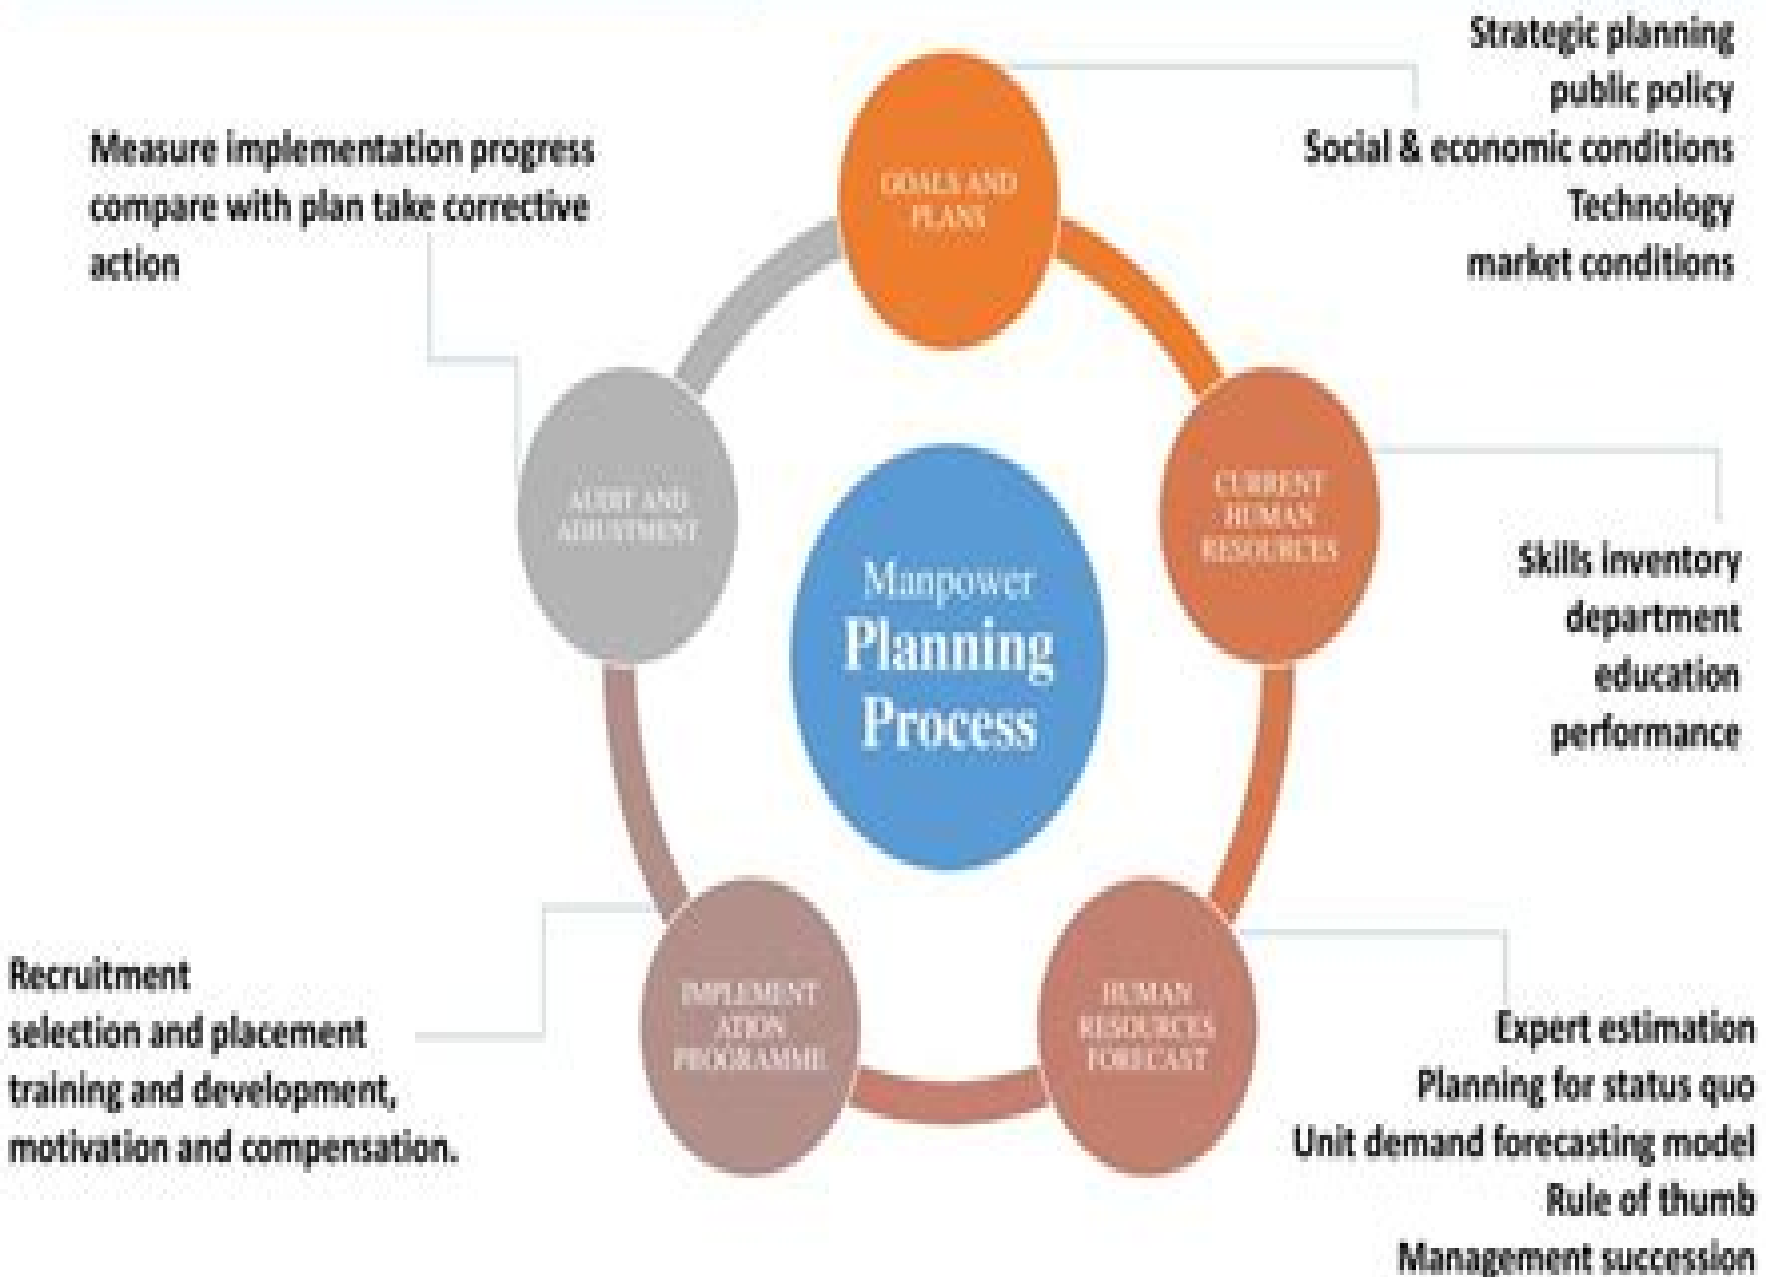 Strategic planning
public policy
Social & economic conditions
Technology
market conditions
Measure implementation progress
compare with plan take corrective
action
GOALS AND
PLANS
AUDIT AND
ADJUSTMENT
CURRENT
HUMAN
RESOURCES
Manpower
Planning
Process
Skills inventory
department
education
performance
Recruitment
selection and placement
training and development,
motivation and compensation.
IMPLEMENT
ATION
PROGRAMME
HUMAN
RESOURCES
FORECAST
Expert estimation
Planning for status quo
Unit demand forecasting model
Rule of thumb
Management succession